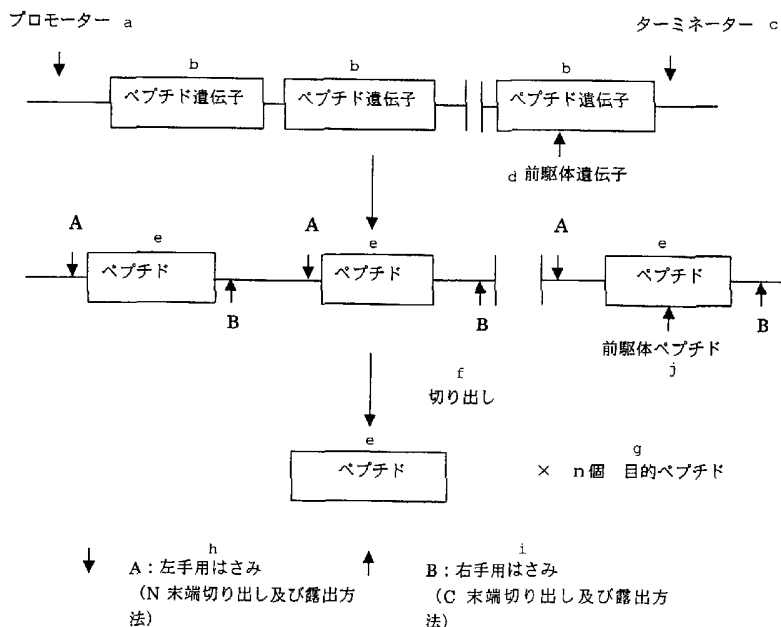 プロモーター a
ターミネーター c
b
b
b
ペプチド遺伝子
ペプチド遺伝子
ペプチド遺伝子
d 前駆体遺伝子
A
e
A
e
A
e
ペプチド
ペプチド
ペプチド
B
B
B
前駆体ペプチド
j
f
切り出し
e
ペプチド
g
× n個 目的ペプチド
h
A:左手用はさみ
(N 末端切り出し及び露出方
法)
i
B:右手用はさみ
(C 末端切り出し及び露出方
法)